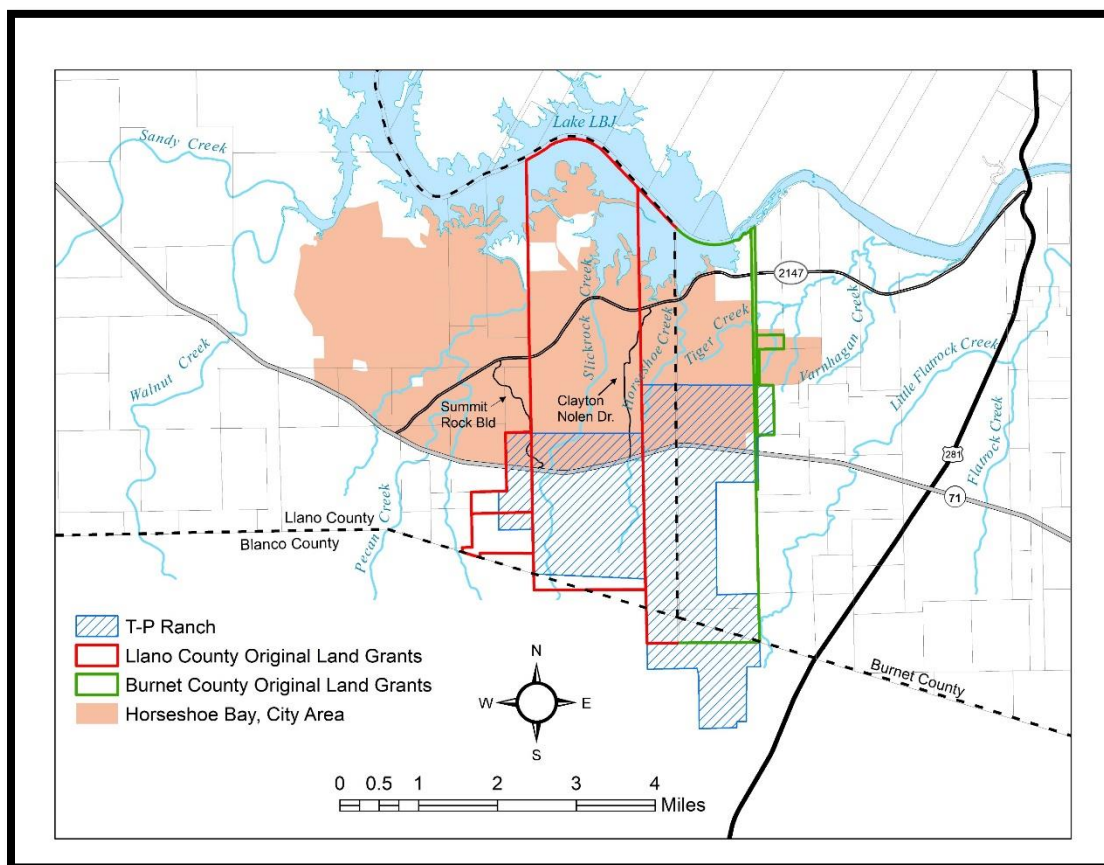 Lake LBJ
Sandy Creek
2147
Slickrock Creek
Horseshoe Creek
Tiger Creek
Varnhagan Creek
Walnut Creek
Little Flatrock Creek
Summit
Rock Bld
Clayton
Nolen Dr.
Flatrock Creek
281
71
Pecan Creek
Llano County
Blanco County
T-P Ranch
Llano County Original Land Grants
Burnet County Original Land Grants
Horseshoe Bay, City Area
Burnet County
N
W E
S
0 0.5 1 2 3 4
Miles